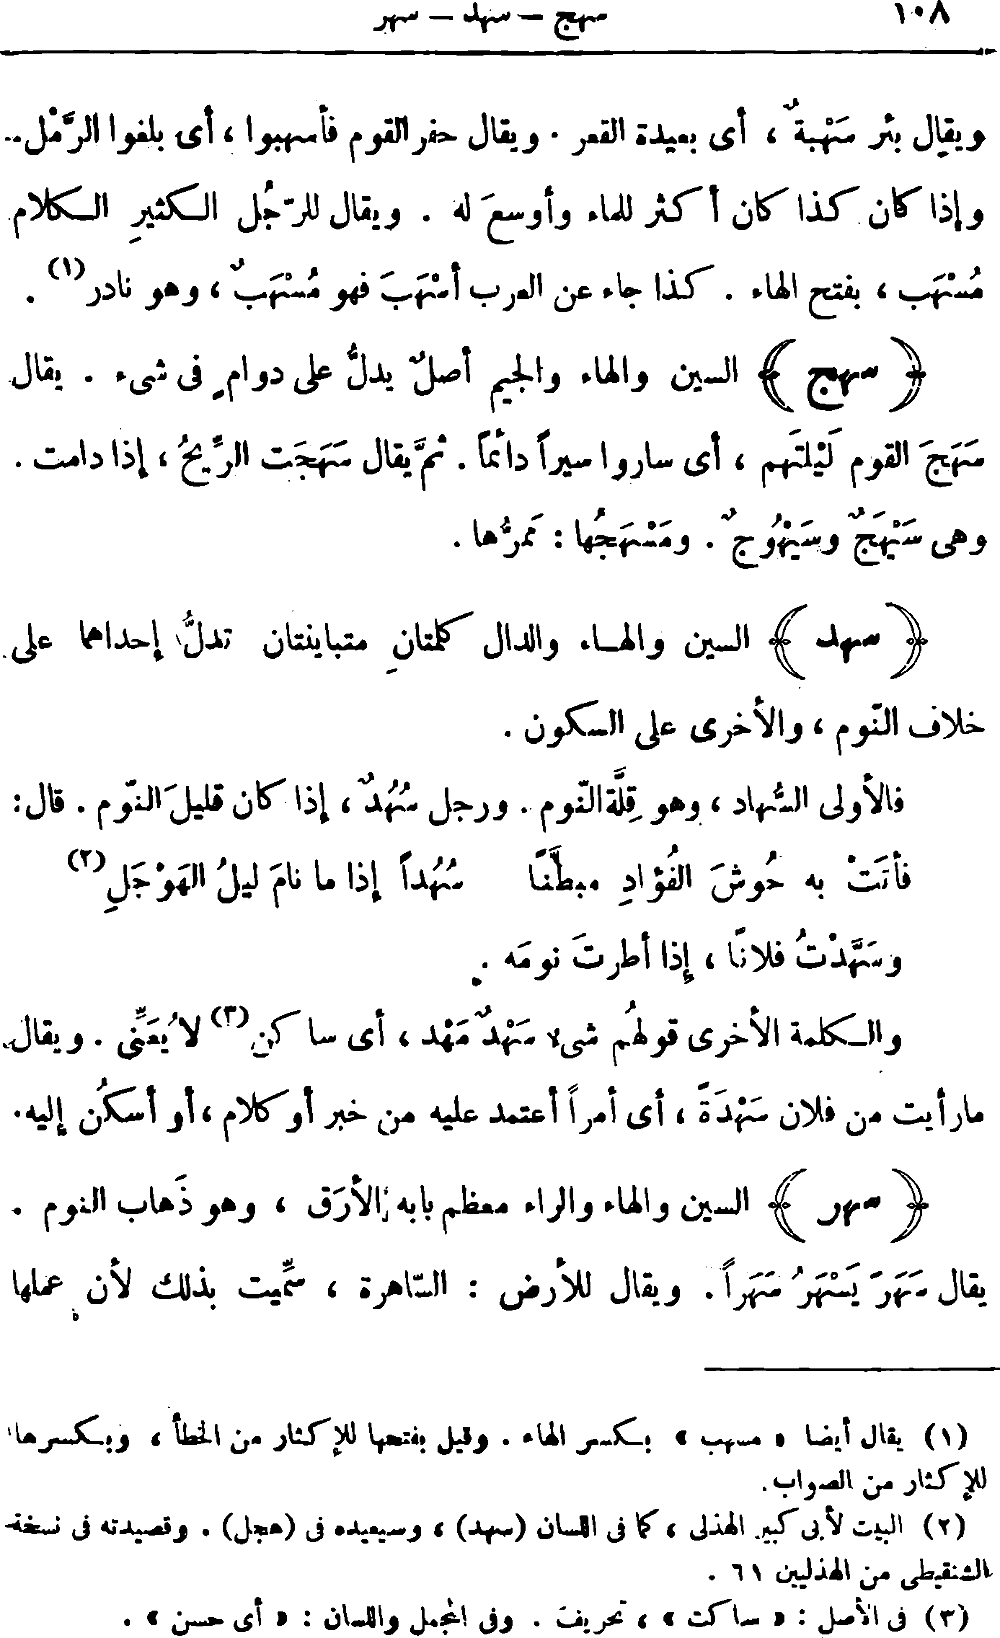 ١٠٨
سهج — سهد — سهر
ويقال بئر سَهْبةٌ ، أى بعيدة القعر . ويقال حفر القوم فأسهبوا ، أى بلغوا الرَّمْل .
وإذا كان كذا كان أكثر للماء وأوسعَ له . ويقال للرّجُل الكثيرِ الكلام
مُسْهَب ، بفتح الهاء . كذا جاء عن العرب أسْهَبَ فهو مُسْهَبٌ ، وهو نادر(١) .
﴿ سهج ﴾ السين والهاء والجيم أصلٌ يدلُّ على دوامٍ فى شىء . يقال
سَهَجَ القوم لَيْلتَهم ، أى ساروا سيراً دائماً . ثمَّ يقال سَهَجَت الرِّيحُ ، إذا دامت .
وهى سَيْهَجٌ وسَيْهُوجٌ . ومَسْهَجُها : ممرُّها .
﴿ سهد ﴾ السين والهاء والدال كلمتانِ متباينتان تدلُّ إحداهما على
خلاف النّوم ، والأخرى على السكون .
فالأولى السُّهاد ، وهو قِلَّة النّوم . ورجل سُهُدٌ ، إذا كان قليلَ النّوم . قال :
فأتَتْ به حُوشَ الفُؤادِ مبطَّنًا سُهُداً إذا ما نامَ ليلُ الهَوْجَلِ(٢)
وسَهَّدْتُ فلانًا ، إذا أطرتَ نومَه .
والكلمة الأخرى قولهُم شىء سَهْدٌ مَهْد ، أى ساكن(٣) لا يُعَنِّى . ويقال
ما رأيت من فلان سَهْدَةً ، أى أمراً أعتمد عليه من خبر أو كلام ، أو أسكُن إليه .
﴿ سهر ﴾ السين والهاء والراء معظم بابه الأرَق ، وهو ذَهاب النوم .
يقال سَهَرَ يَسْهَرُ سَهَراً . ويقال للأرض : السّاهرة ، سمِّيت بذلك لأن عملها
(١) يقال أيضا « مسهب » بكسر الهاء . وقيل بفتحها للإكثار من الخطأ ، وبكسرها
للإكثار من الصواب .
(٢) البيت لأبى كبير الهذلى ، كما فى اللسان (سهد) ، وسيعيده فى (هجل) . وقصيدته فى نسخة
الشنقيطى من الهذليين ٦١ .
(٣) فى الأصل : « ساكت » ، تحريف . وفى المجمل واللسان : « أى حسن » .